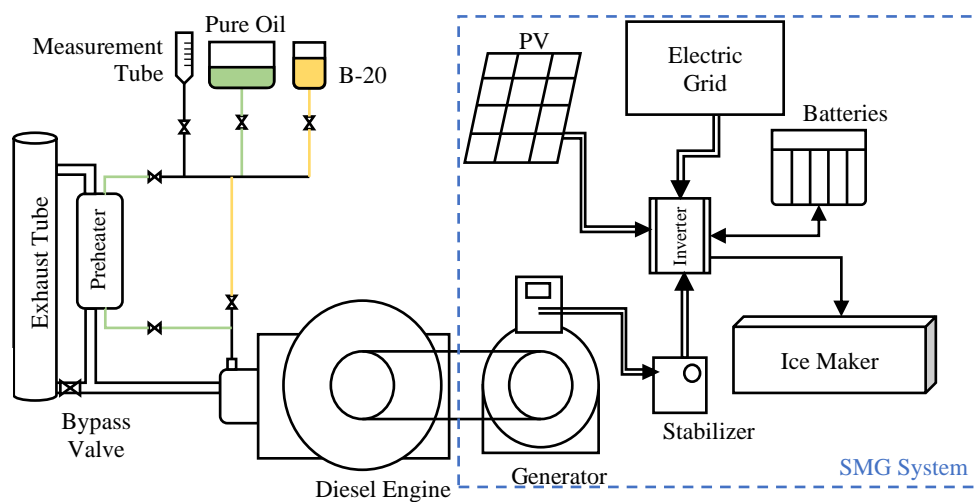 Measurement
Tube
Pure Oil
B-20
PV
Electric
Grid
Batteries
Exhaust Tube
Preheater
Inverter
Ice Maker
Bypass
Valve
Stabilizer
Diesel Engine
Generator
SMG System